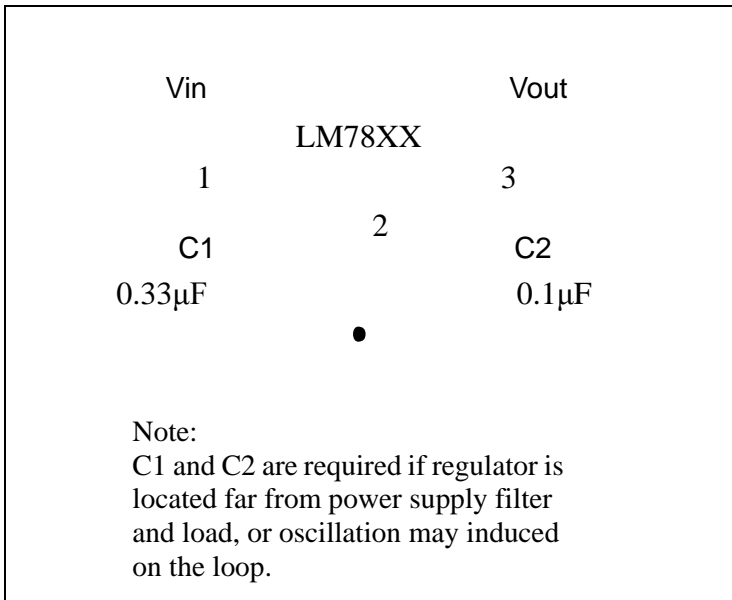 Vin Vout
LM78XX
1 3
2
C1 C2
0.33μF 0.1μF
Note:
C1 and C2 are required if regulator is
located far from power supply filter
and load, or oscillation may induced
on the loop.